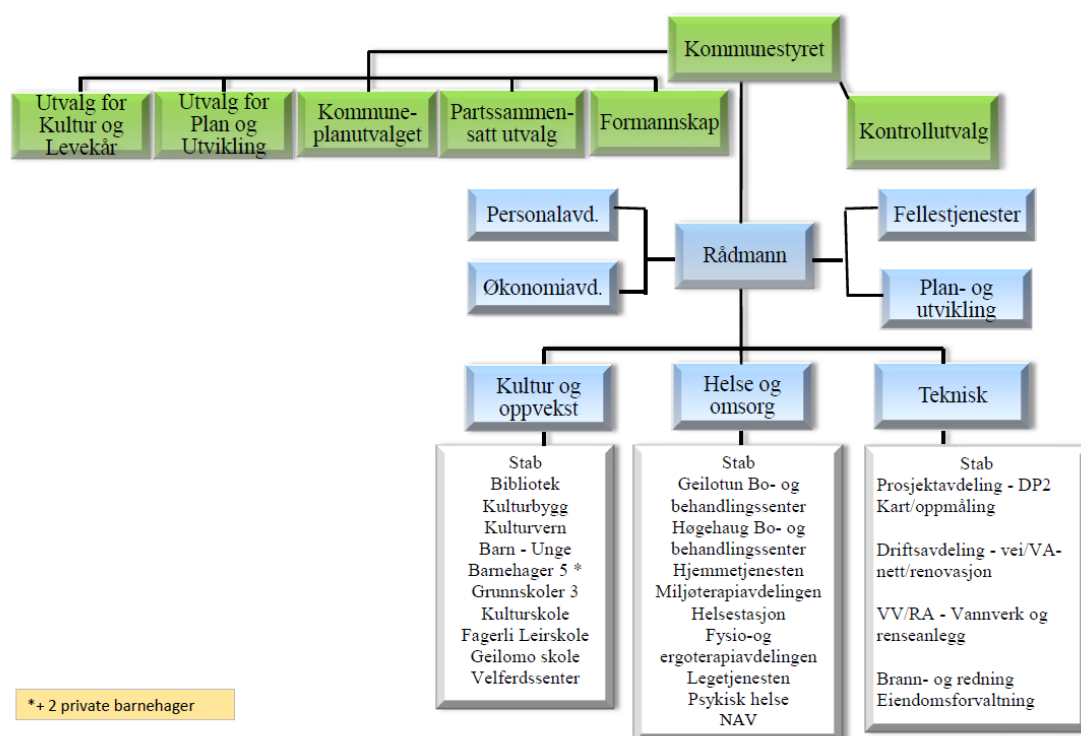 Kommunestyret
Utvalg for
Kultur og
Levekår
Utvalg for
Plan og
Utvikling
Kommune-
planutvalget
Partssammen-
satt utvalg
Formannskap
Kontrollutvalg
Personalavd.
Økonomiavd.
Rådmann
Fellestjenester
Plan- og
utvikling
Kultur og
oppvekst
Helse og
omsorg
Teknisk
Stab
Bibliotek
Kulturbygg
Kulturvern
Barn - Unge
Barnehager 5 *
Grunnskoler 3
Kulturskole
Fagerli Leirskole
Geilomo skole
Velferdssenter
Stab
Geilotun Bo- og
behandlingssenter
Høgehaug Bo- og
behandlingssenter
Hjemmetjenesten
Miljøterapiavdelingen
Helsestasjon
Fysio-og
ergoterapiavdelingen
Legetjenesten
Psykisk helse
NAV
Stab
Prosjektavdeling - DP2
Kart/oppmåling
Driftsavdeling - vei/VA-
nett/renovasjon
VV/RA - Vannverk og
renseanlegg
Brann- og redning
Eiendomsforvaltning
*+ 2 private barnehager